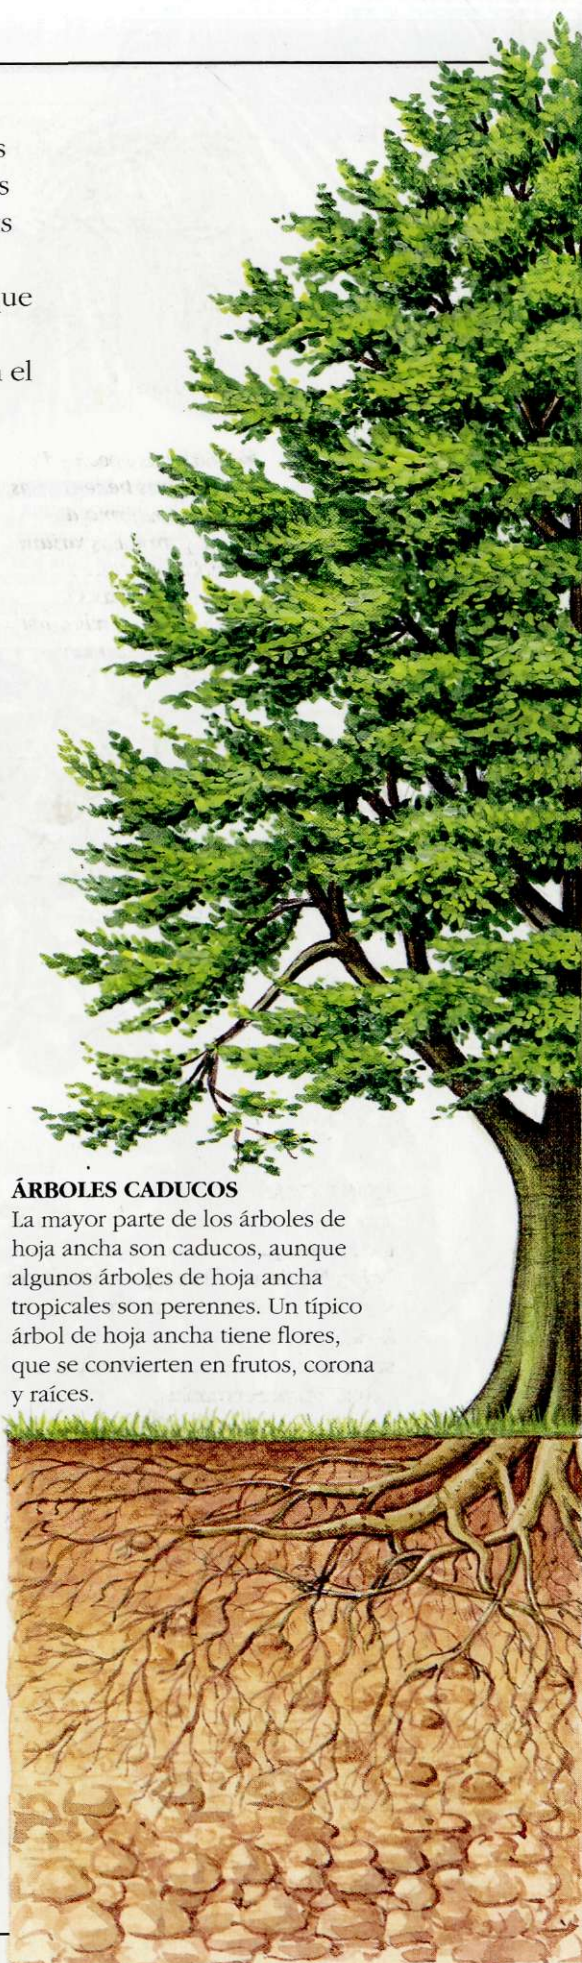 el
ÁRBOLES CADUCOS
La mayor parte de los árboles de
hoja ancha son caducos, aunque
algunos árboles de hoja ancha
tropicales son perennes. Un típico
árbol de hoja ancha tiene flores,
que se convierten en frutos, corona
y raíces.